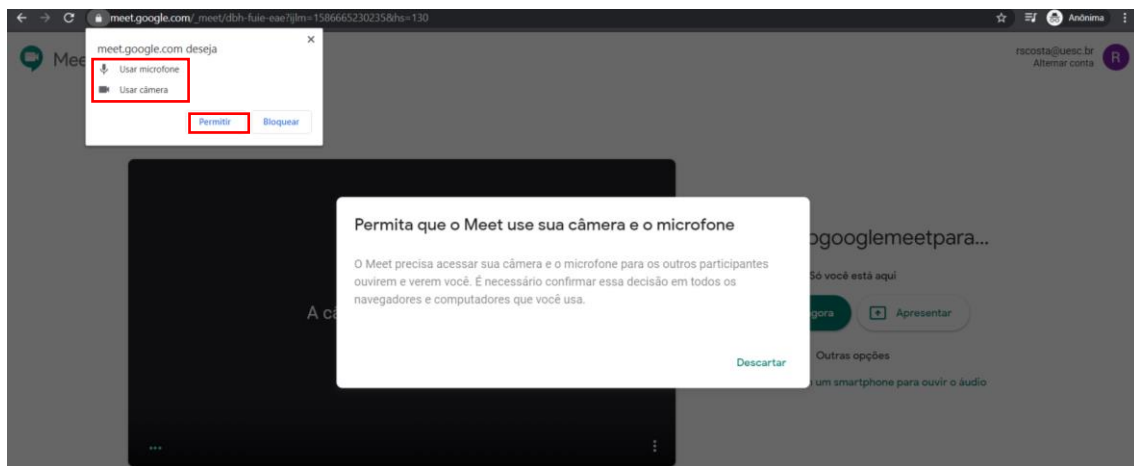 meet.google.com/_meet/dbh-fuie-eae?ijlm=1586665230235&hs=130
Anônima
meet.google.com deseja
Usar microfone
Usar câmera
Permitir
Bloquear
Mee
rscosta@uesc.br
Alternar conta
R
Permita que o Meet use sua câmera e o microfone
O Meet precisa acessar sua câmera e o microfone para os outros participantes
ouvirem e verem você. É necessário confirmar essa decisão em todos os
navegadores e computadores que você usa.
Descartar
A câ
ogooglemeetpara...
Só você está aqui
gora
Apresentar
Outras opções
um smartphone para ouvir o áudio